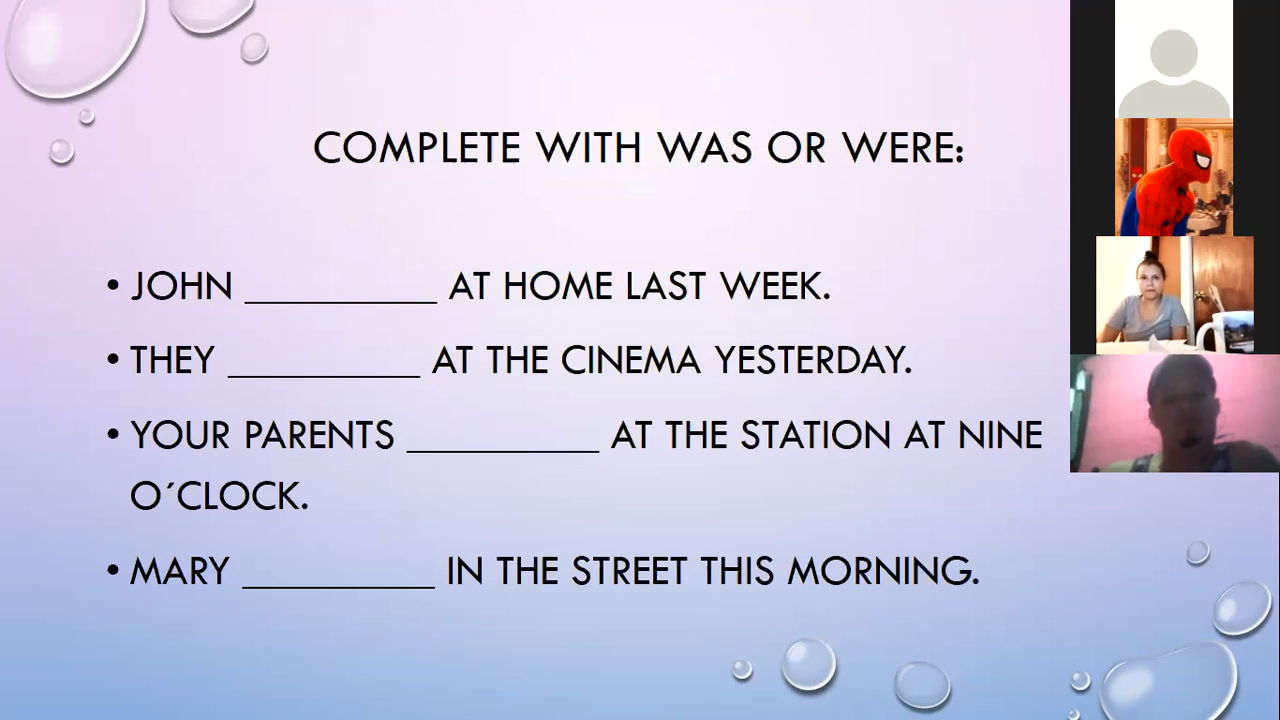 COMPLETE WITH WAS OR WERE:
• JOHN __________ AT HOME LAST WEEK.
• THEY __________ AT THE CINEMA YESTERDAY.
• YOUR PARENTS __________ AT THE STATION AT NINE
O´CLOCK.
• MARY __________ IN THE STREET THIS MORNING.